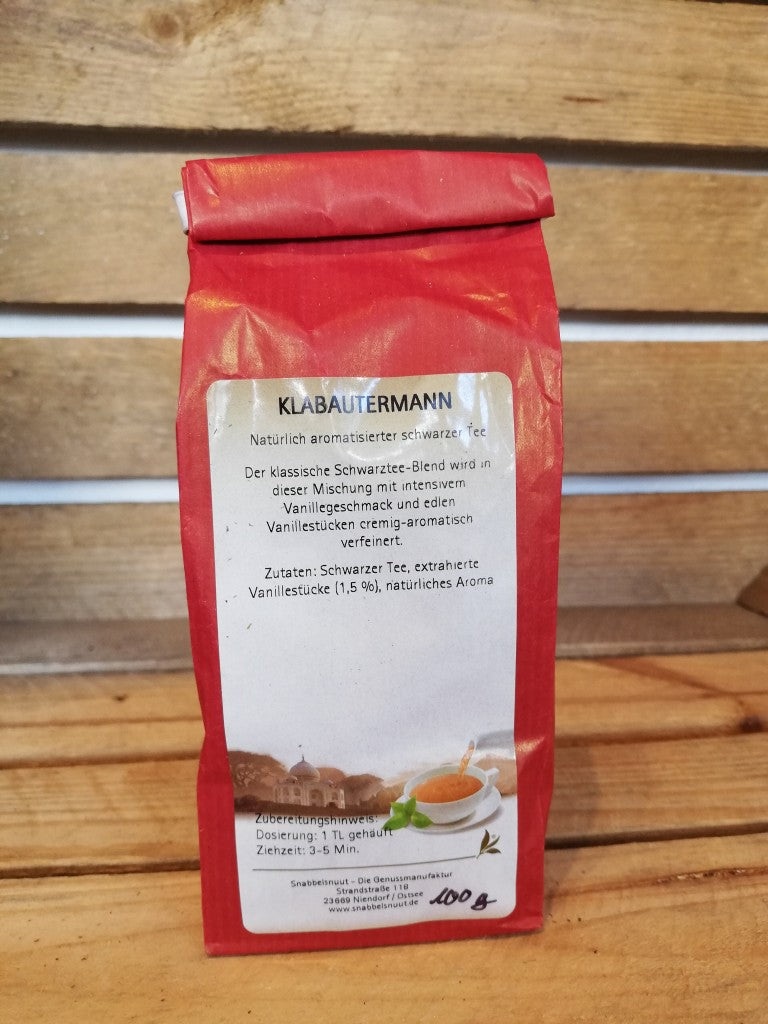 KLABAUTERMANN
Natürlich aromatisierter schwarzer Tee
Der klassische Schwarztee-Blend wird in
dieser Mischung mit intensivem
Vanillegeschmack und edlen
Vanillestücken cremig-aromatisch
verfeinert.
Zutaten: Schwarzer Tee, extrahierte
Vanillestücke (1,5 %), natürliches Aroma
Zubereitungshinweis:
Dosierung: 1 TL gehäuft
Ziehzeit: 3-5 Min.
Snabbelsnuut - Die Genussmanufaktur
Strandstraße 118
23669 Niendorf / Ostsee
www.snabbelsnuut.de
100 g